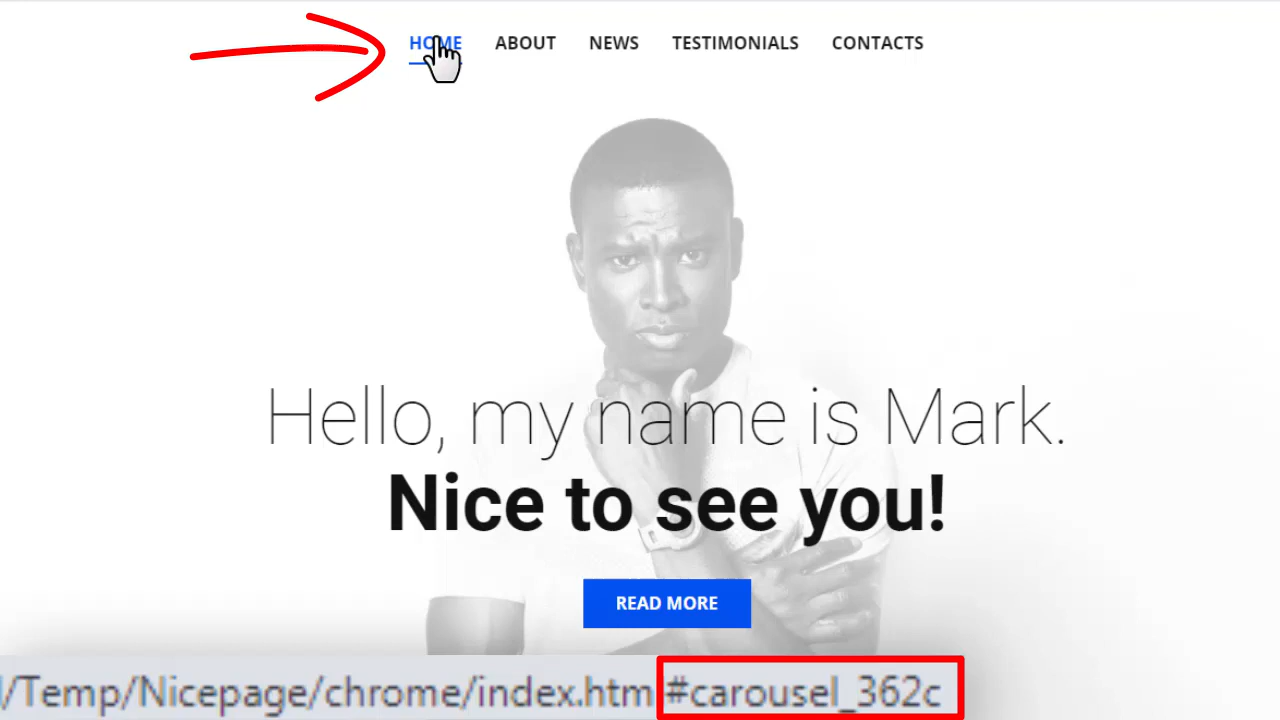 HOME ABOUT NEWS TESTIMONIALS CONTACTS
Hello, my name is Mark.
Nice to see you!
READ MORE
/Temp/Nicepage/chrome/index.htm #carousel_362c